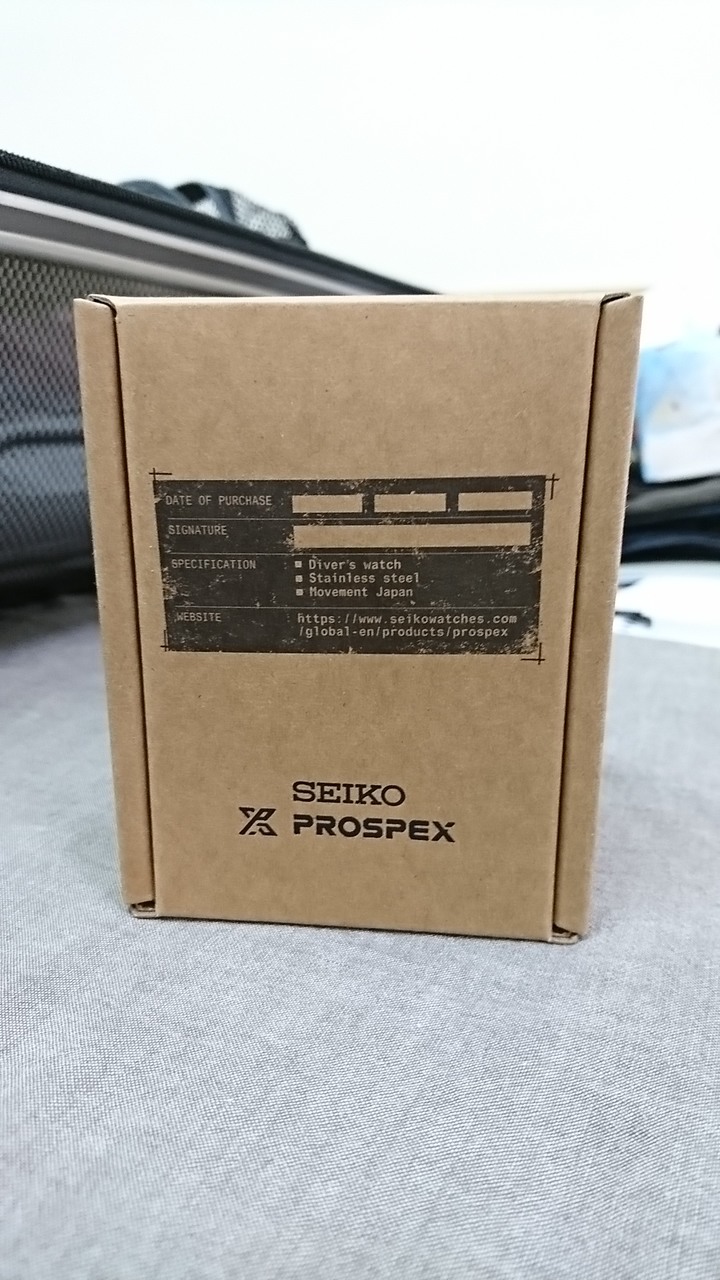 DATE OF PURCHASE :
SIGNATURE
SPECIFICATION : ▪ Diver's watch
▪ Stainless steel
▪ Movement Japan
WEBSITE : https://www.seikowatches.com
/global-en/products/prospex
SEIKO
PROSPEX